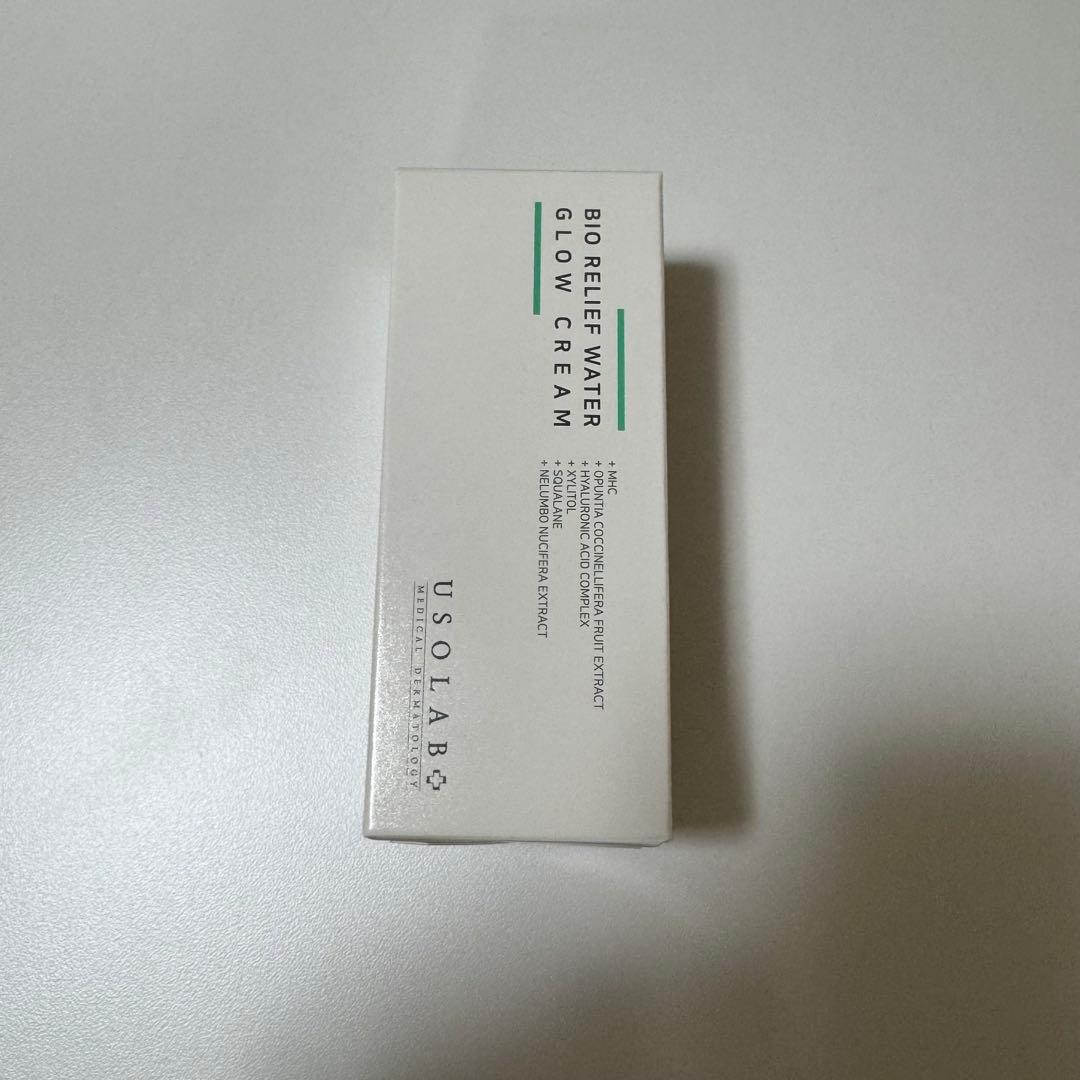 BIO RELIEF WATER
GLOW CREAM
+ MHC
+ OPUNTIA COCCINELLIFERA FRUIT EXTRACT
+ HYALURONIC ACID COMPLEX
+ XYLITOL
+ SQUALANE
+ NELUMBO NUCIFERA EXTRACT
USOLAB
MEDICAL DERMATOLOGY